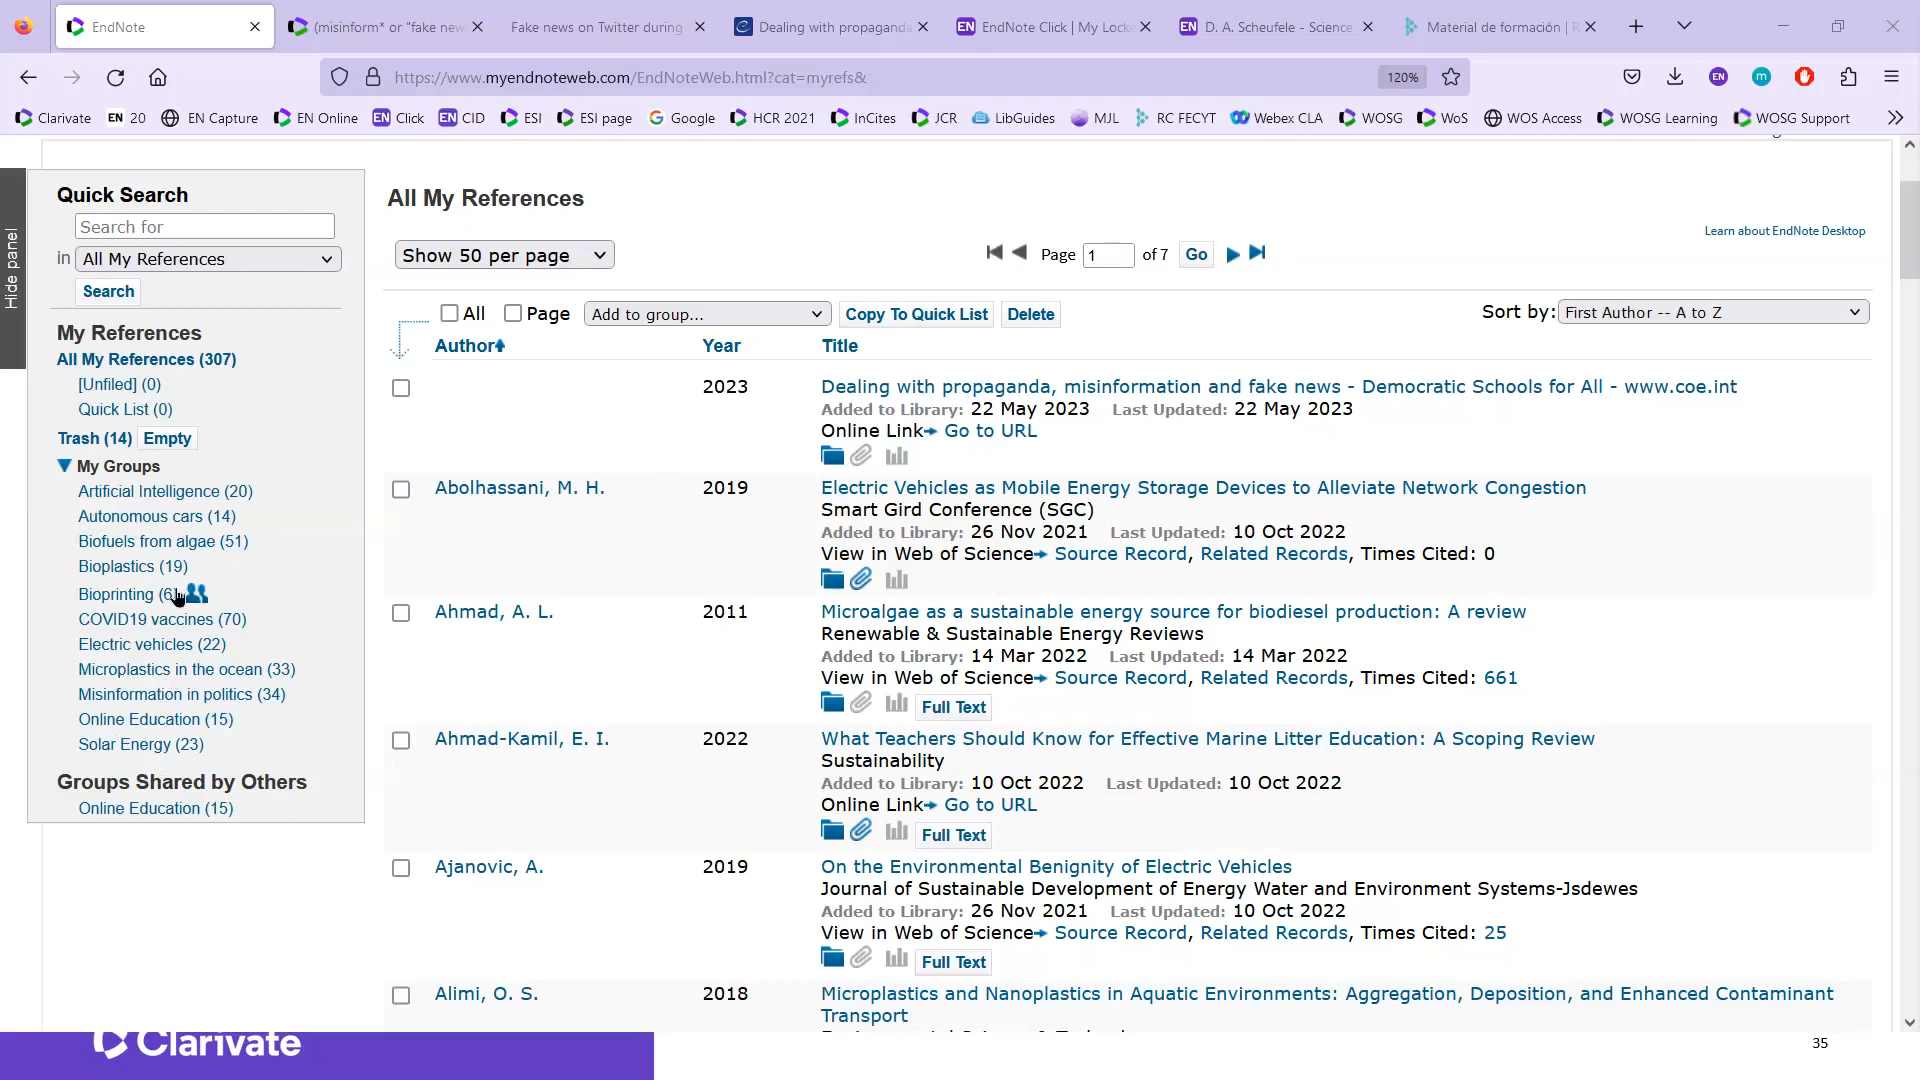 EndNote
(misinform* or "fake new
Fake news on Twitter during
Dealing with propaganda
EndNote Click | My Locke
D. A. Scheufele - Science
Material de formación | R
https://www.myendnoteweb.com/EndNoteWeb.html?cat=myrefs&
120%
Clarivate
EN 20
EN Capture
EN Online
EN Click
EN CID
ESI
ESI page
Google
HCR 2021
InCites
JCR
LibGuides
MJL
RC FECYT
Webex CLA
WOSG
WoS
WOS Access
WOSG Learning
WOSG Support
Hide panel
Quick Search
Search for
in All My References
Search
My References
All My References (307)
[Unfiled] (0)
Quick List (0)
Trash (14) Empty
My Groups
Artificial Intelligence (20)
Autonomous cars (14)
Biofuels from algae (51)
Bioplastics (19)
Bioprinting
COVID19 vaccines (70)
Electric vehicles (22)
Microplastics in the ocean (33)
Misinformation in politics (34)
Online Education (15)
Solar Energy (23)
Groups Shared by Others
Online Education (15)
All My References
Learn about EndNote Desktop
Show 50 per page
Page 1 of 7 Go
All Page Add to group... Copy To Quick List Delete
Sort by: First Author -- A to Z
Author Year Title
2023 Dealing with propaganda, misinformation and fake news - Democratic Schools for All - www.coe.int
Added to Library: 22 May 2023 Last Updated: 22 May 2023
Online Link Go to URL
Abolhassani, M. H. 2019 Electric Vehicles as Mobile Energy Storage Devices to Alleviate Network Congestion
Smart Gird Conference (SGC)
Added to Library: 26 Nov 2021 Last Updated: 10 Oct 2022
View in Web of Science Source Record, Related Records, Times Cited: 0
Ahmad, A. L. 2011 Microalgae as a sustainable energy source for biodiesel production: A review
Renewable & Sustainable Energy Reviews
Added to Library: 14 Mar 2022 Last Updated: 14 Mar 2022
View in Web of Science Source Record, Related Records, Times Cited: 661
Full Text
Ahmad-Kamil, E. I. 2022 What Teachers Should Know for Effective Marine Litter Education: A Scoping Review
Sustainability
Added to Library: 10 Oct 2022 Last Updated: 10 Oct 2022
Online Link Go to URL
Full Text
Ajanovic, A. 2019 On the Environmental Benignity of Electric Vehicles
Journal of Sustainable Development of Energy Water and Environment Systems-Jsdewes
Added to Library: 26 Nov 2021 Last Updated: 10 Oct 2022
View in Web of Science Source Record, Related Records, Times Cited: 25
Full Text
Alimi, O. S. 2018 Microplastics and Nanoplastics in Aquatic Environments: Aggregation, Deposition, and Enhanced Contaminant
Transport
Clarivate
35